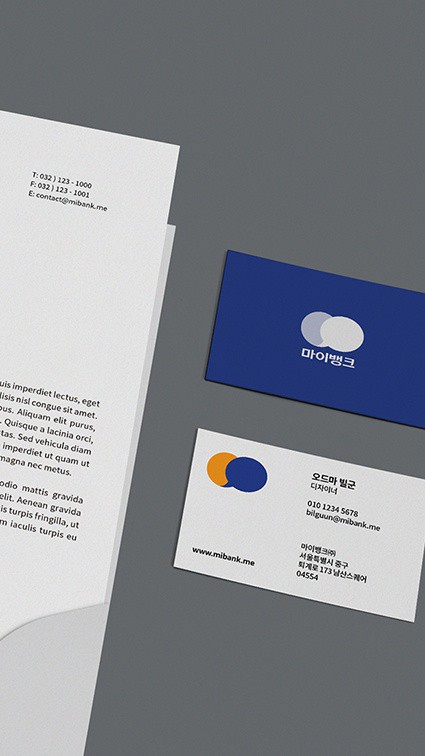 T: 032 ) 123 - 1000
F: 032 ) 123 - 1001
E: contact@mibank.me
uis imperdiet lectus, eget
lisis nisl congue sit amet.
bus. Aliquam elit purus,
. Quisque a lacinia orci,
tas. Sed vehicula diam
imperdiet ut quam ut
magna nec metus.
odio mattis gravida
elit. Aenean gravida
is turpis fringilla, ut
m iaculis turpis eu
마이뱅크
오드마 빌군
디자이너
010 1234 5678
bilguun@mibank.me
www.mibank.me
마이뱅크㈜
서울특별시 중구
퇴계로 173 남산스퀘어
04554